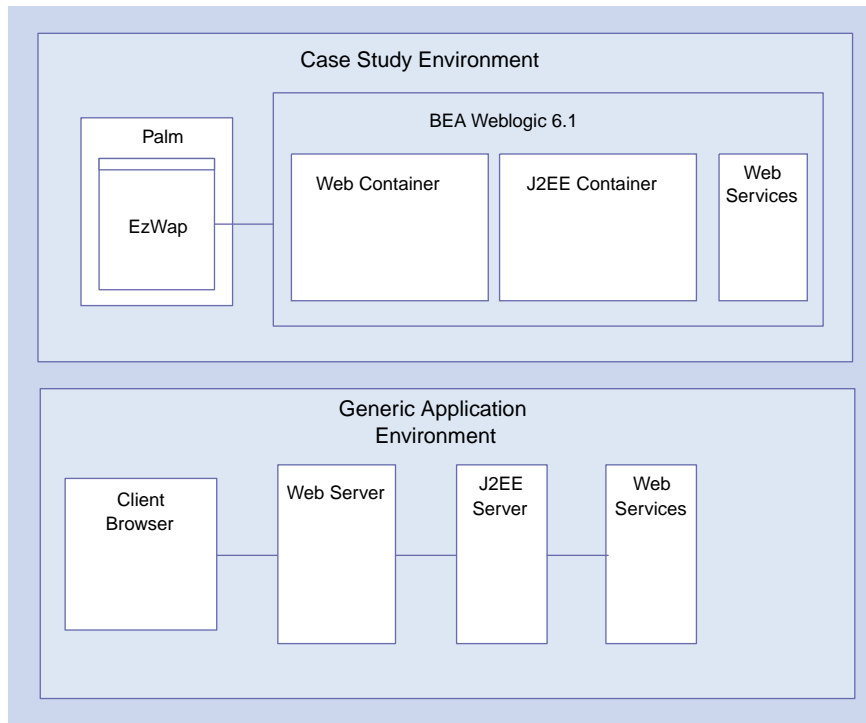 Case Study Environment
BEA Weblogic 6.1
Palm
EzWap
Web Container
J2EE Container
Web
Services
Generic Application
Environment
Client
Browser
Web Server
J2EE
Server
Web
Services